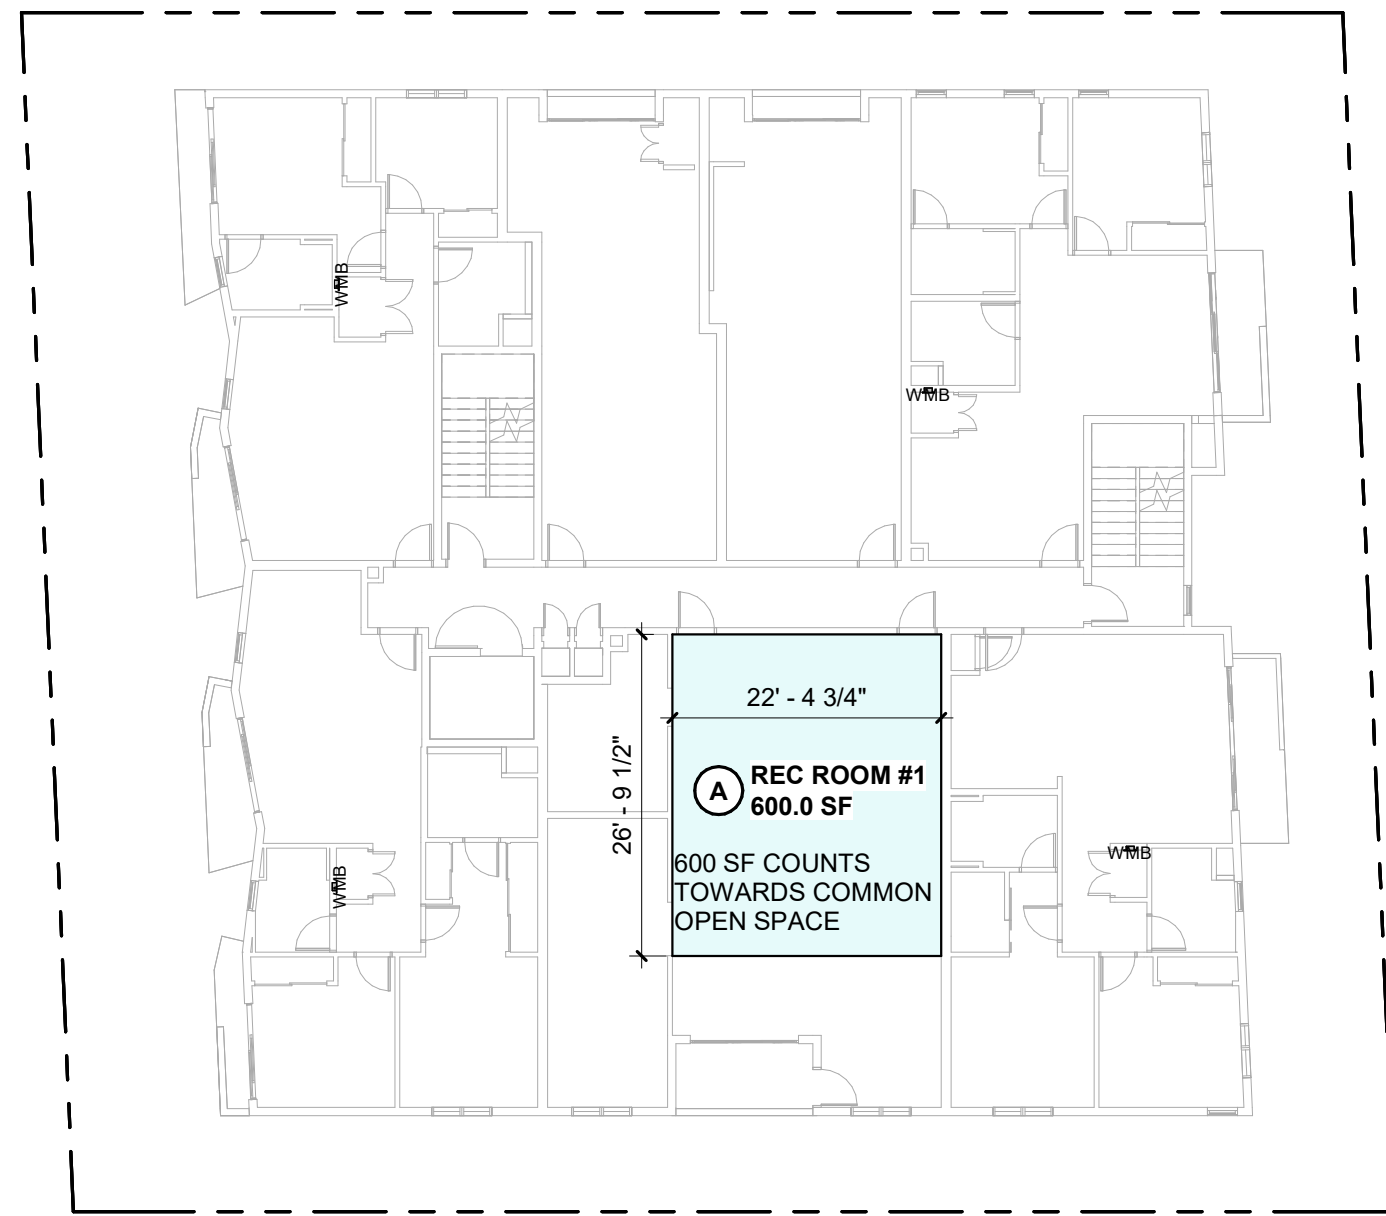 WMB
WMB
22' - 4 3/4"
26' - 9 1/2"
A
REC ROOM #1
600.0 SF
600 SF COUNTS
TOWARDS COMMON
OPEN SPACE
WMB
WMB